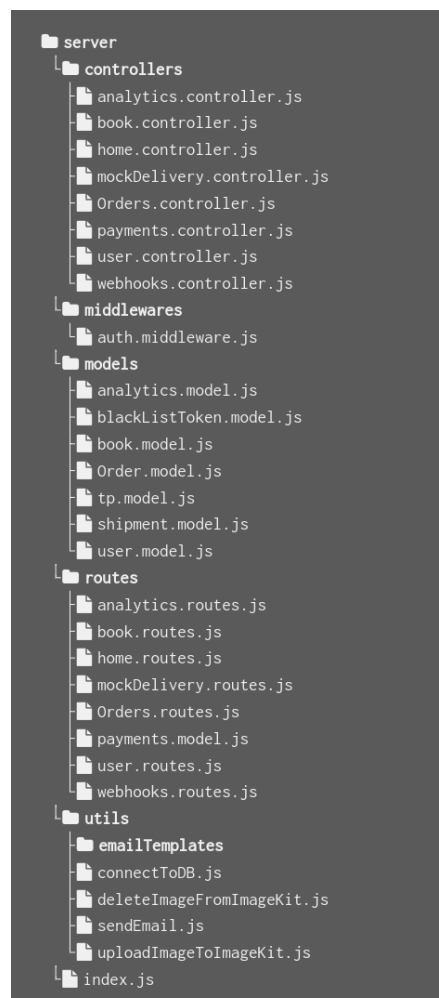 server
controllers
analytics.controller.js
book.controller.js
home.controller.js
mockDelivery.controller.js
Orders.controller.js
payments.controller.js
user.controller.js
webhooks.controller.js
middlewares
auth.middleware.js
models
analytics.model.js
blackListToken.model.js
book.model.js
Order.model.js
tp.model.js
shipment.model.js
user.model.js
routes
analytics.routes.js
book.routes.js
home.routes.js
mockDelivery.routes.js
Orders.routes.js
payments.model.js
user.routes.js
webhooks.routes.js
utils
emailTemplates
connectToDB.js
deleteImageFromImageKit.js
sendEmail.js
uploadImageToImageKit.js
index.js